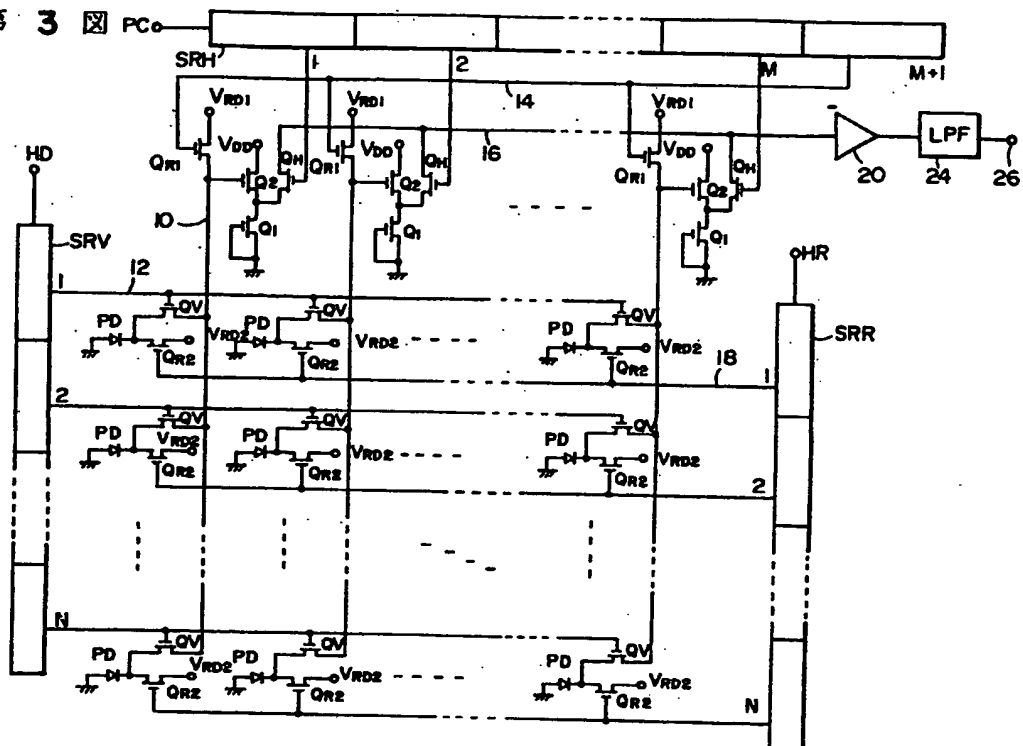 第 3 図
PC
SRH
1 2 M M+1
14
VRD1 VRD1 VRD1
HD
VDD QH VDD QH VDD QH
16
LPF
20 24 26
QR1 QR1 QR1
Q2 Q2 Q2
10
Q1 Q1 Q1
SRV
HR
1 12
QV QV QV
SRR
PD VRD2 PD VRD2 PD VRD2
QR2 QR2 QR2
18
1
2
QV QV QV
PD VRD2 PD VRD2 PD VRD2
QR2 QR2 QR2
2
N
QV QV QV
PD VRD2 PD VRD2 PD VRD2
QR2 QR2 QR2
N